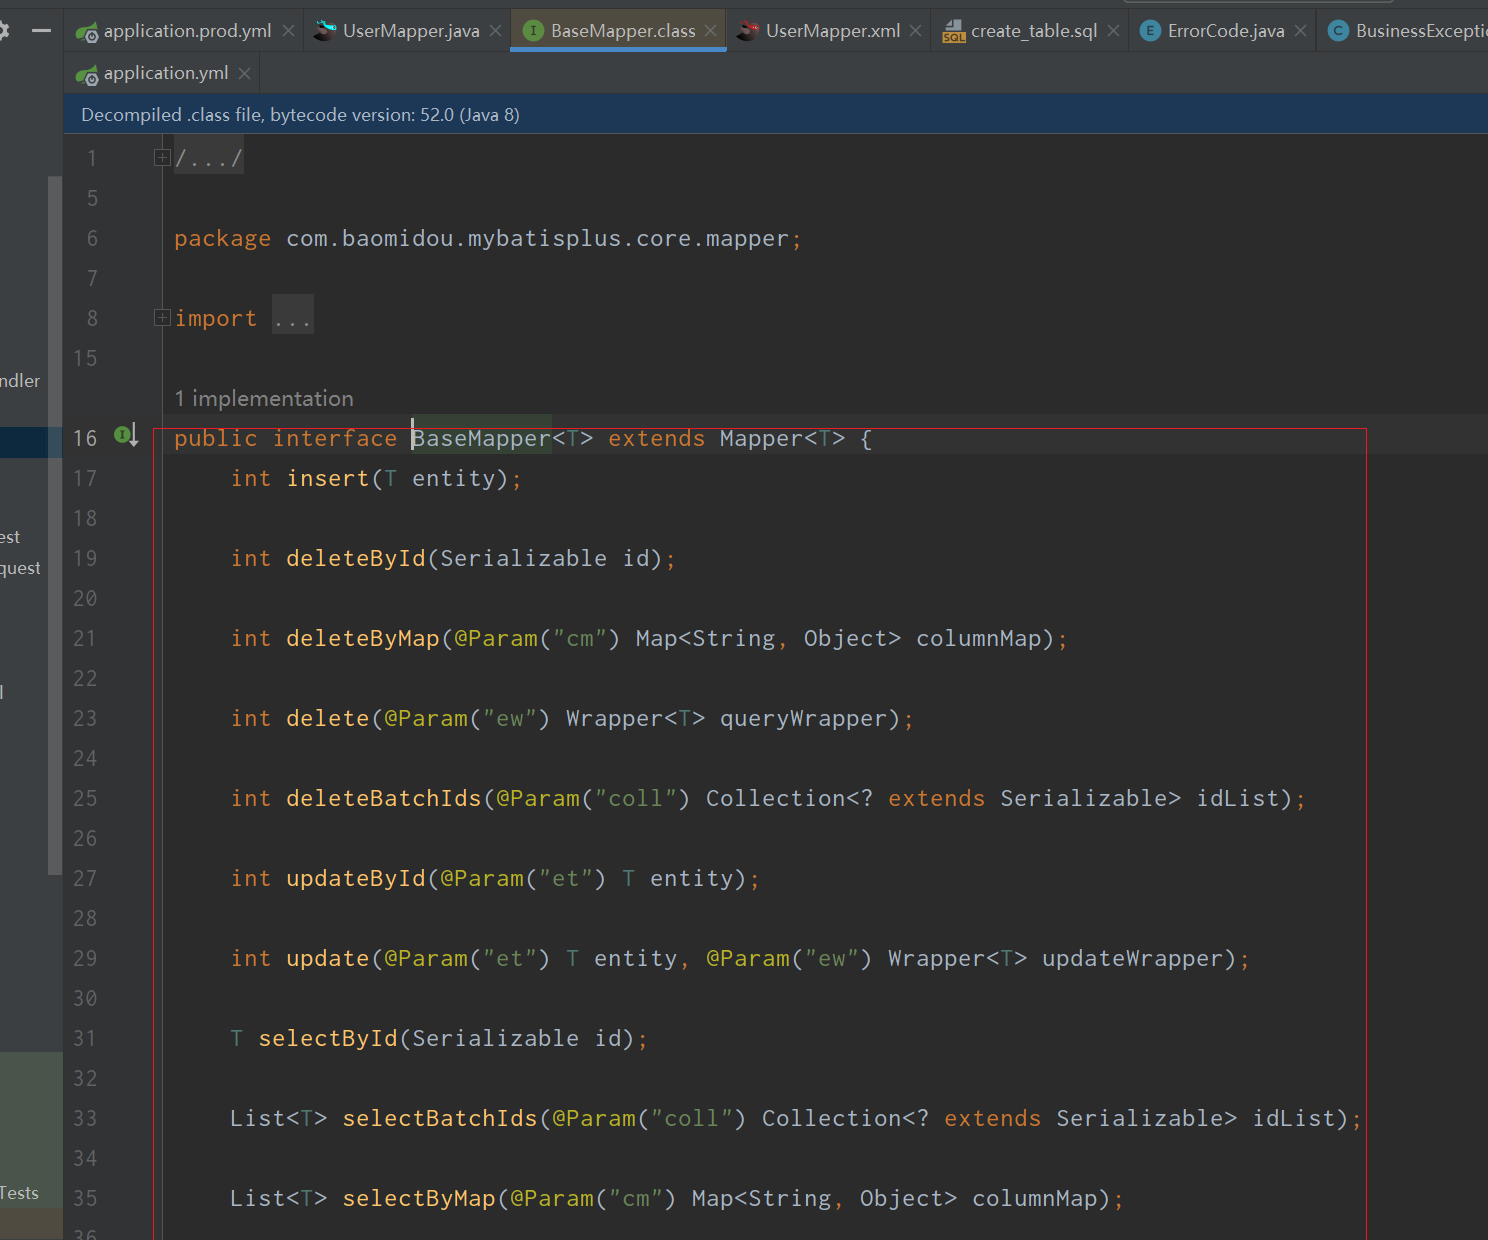 application.prod.yml UserMapper.java BaseMapper.class UserMapper.xml create_table.sql ErrorCode.java BusinessExcepti
application.yml
Decompiled .class file, bytecode version: 52.0 (Java 8)
1 /.../
5
6 package com.baomidou.mybatisplus.core.mapper;
7
8 import ...
15
ndler
1 implementation
16 public interface BaseMapper<T> extends Mapper<T> {
17 int insert(T entity);
18
est
19 int deleteById(Serializable id);
quest
20
21 int deleteByMap(@Param("cm") Map<String, Object> columnMap);
22
l
23 int delete(@Param("ew") Wrapper<T> queryWrapper);
24
25 int deleteBatchIds(@Param("coll") Collection<? extends Serializable> idList);
26
27 int updateById(@Param("et") T entity);
28
29 int update(@Param("et") T entity, @Param("ew") Wrapper<T> updateWrapper);
30
31 T selectById(Serializable id);
32
33 List<T> selectBatchIds(@Param("coll") Collection<? extends Serializable> idList);
34
Tests
35 List<T> selectByMap(@Param("cm") Map<String, Object> columnMap);
36